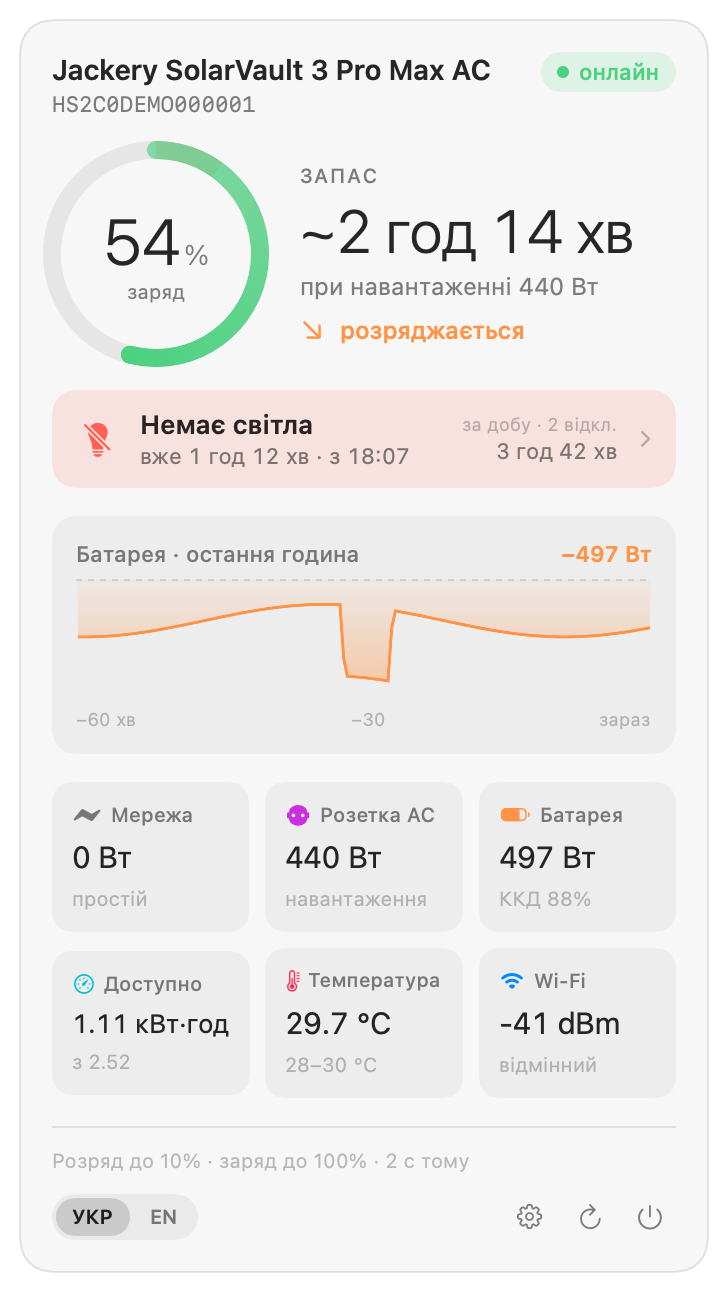 Jackery SolarVault 3 Pro Max AC
онлайн
HS2C0DEMO000001
54%
заряд
ЗАПАС
~2 год 14 хв
при навантаженні 440 Вт
розряджається
Немає світла
вже 1 год 12 хв · з 18:07
за добу · 2 відкл.
3 год 42 хв
Батарея · остання година
–497 Вт
–60 хв
–30
зараз
Мережа
0 Вт
простій
Розетка AC
440 Вт
навантаження
Батарея
497 Вт
ККД 88%
Доступно
1.11 кВт·год
з 2.52
Температура
29.7 °C
28–30 °C
Wi-Fi
-41 dBm
відмінний
Розряд до 10% · заряд до 100% · 2 с тому
УКР
EN